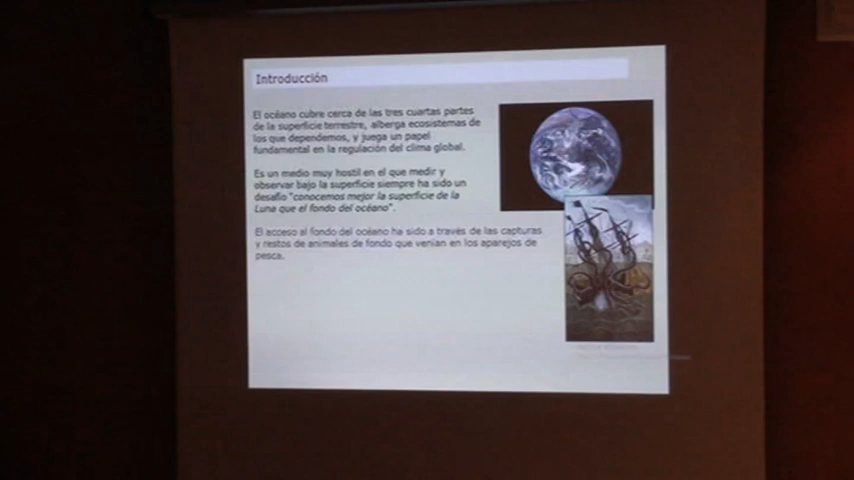 Introducción
El océano cubre cerca de las tres cuartas partes
de la superficie terrestre, alberga ecosistemas de
los que dependemos, y juega un papel
fundamental en la regulación del clima global.
Es un medio muy hostil en el que medir y
observar bajo la superficie siempre ha sido un
desafío "conocemos mejor la superficie de la
Luna que el fondo del océano".
El acceso al fondo del océano ha sido a través de las capturas
y restos de animales de fondo que venían en los aparejos de
pesca.